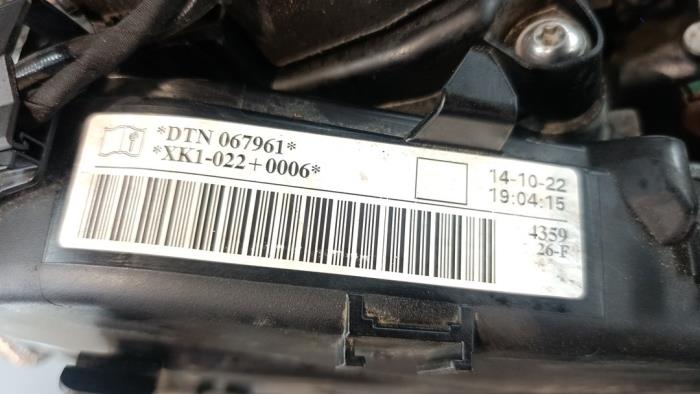 *DTN 067961*
*XK1-022+0006*
14-10-22
19:04:15
4359
26-F